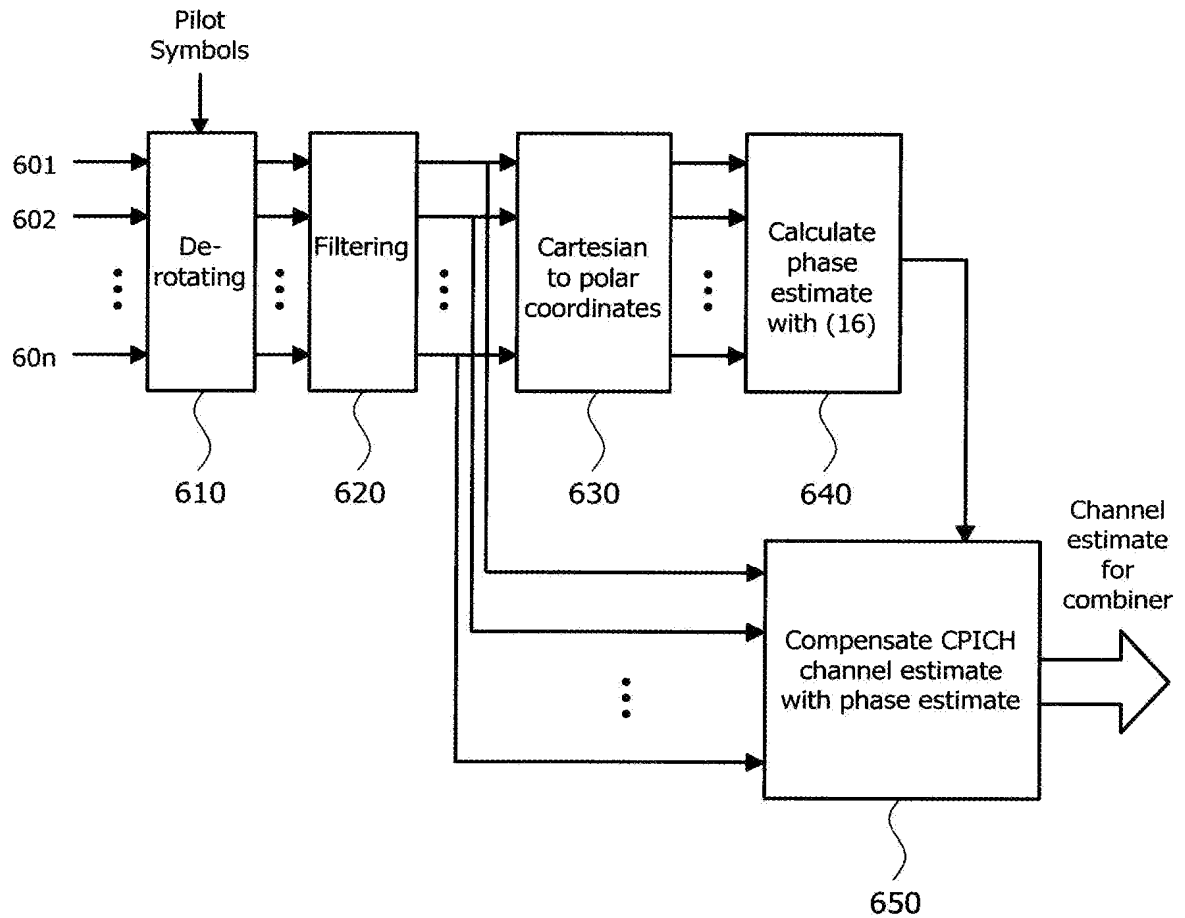 Pilot
Symbols
601
602
60n
De-
rotating
Filtering
Cartesian
to polar
coordinates
Calculate
phase
estimate
with (16)
610
620
630
640
Channel
estimate
for
combiner
Compensate CPICH
channel estimate
with phase estimate
650